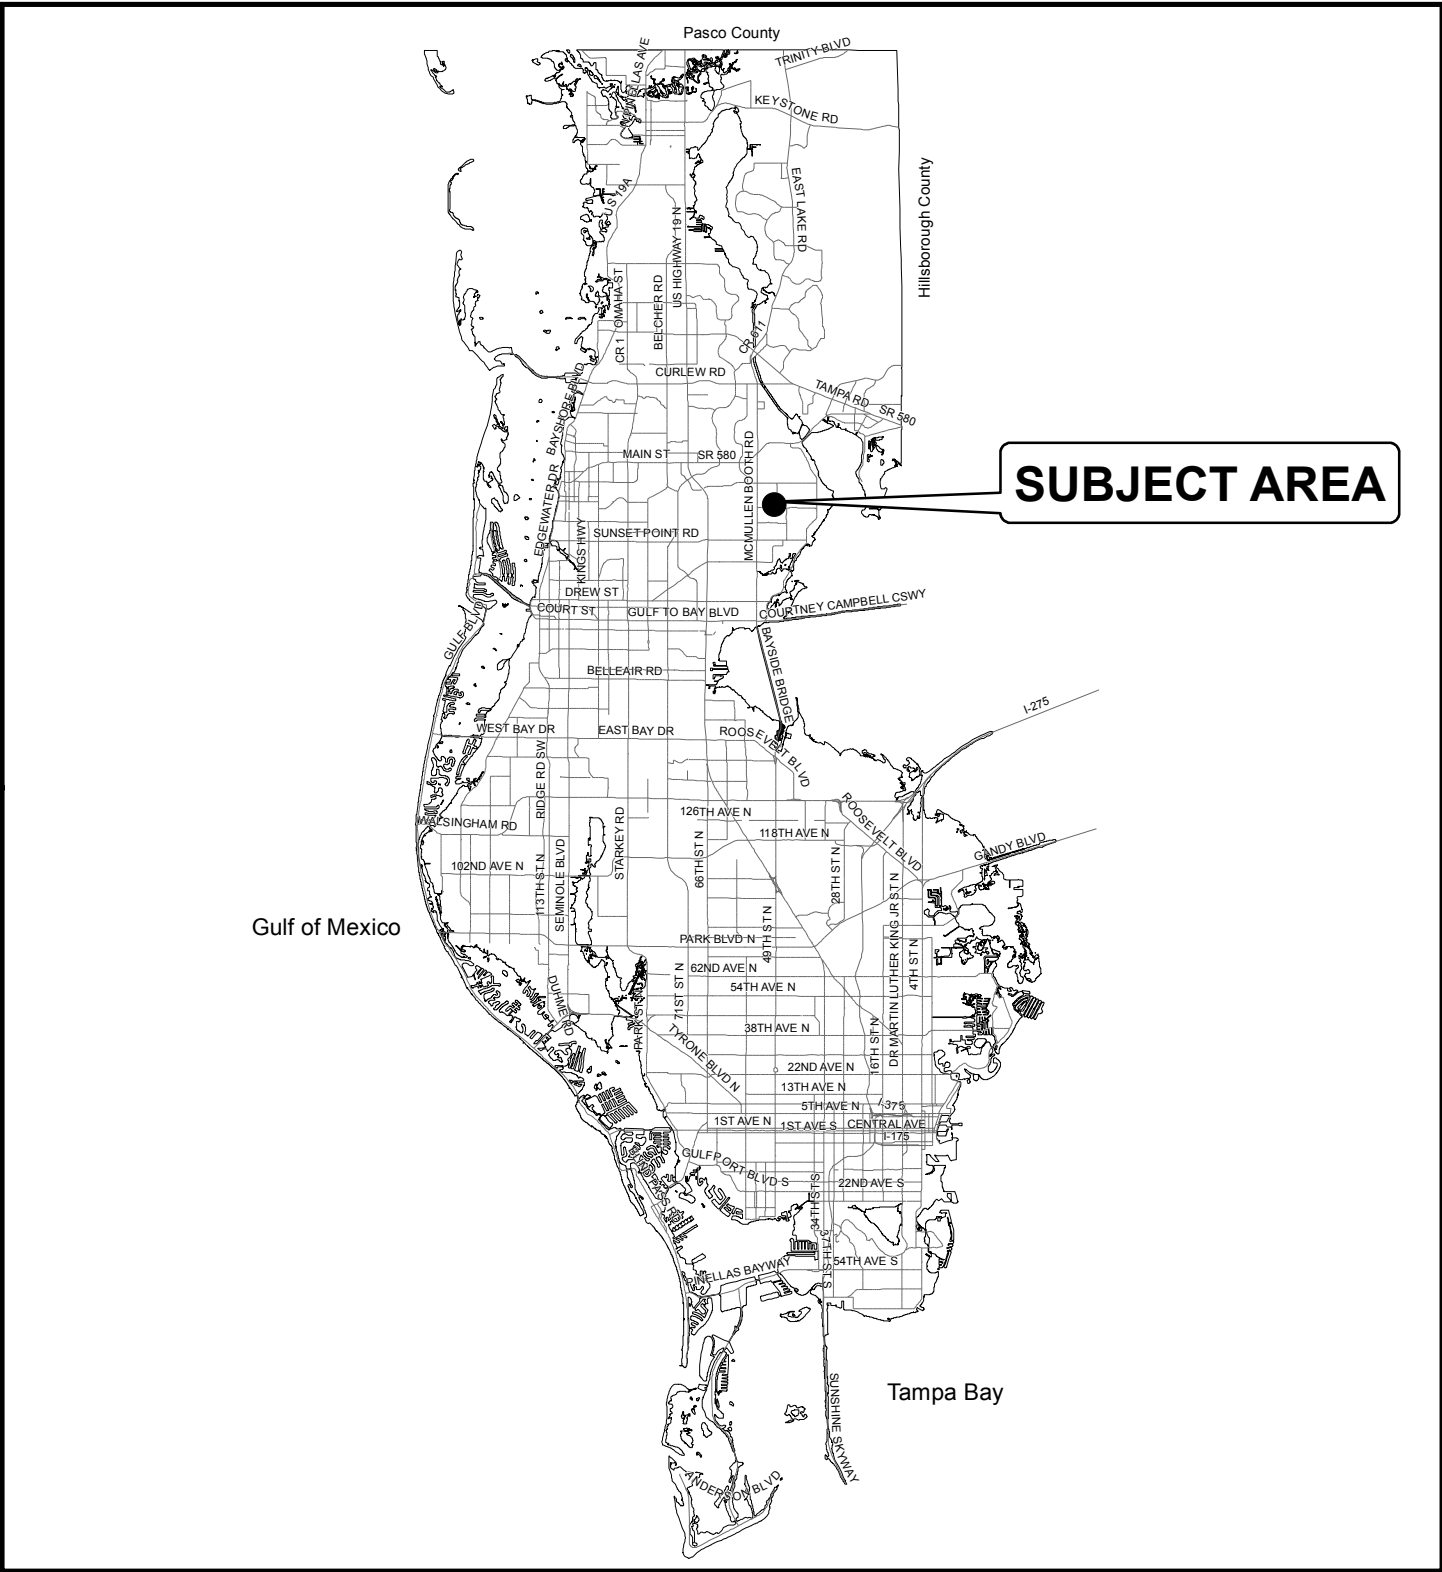 Pasco County
TRINITY BLVD
PINELLAS AVE
KEYSTONE RD
Hillsborough County
EAST LAKE RD
US 19A
US HIGHWAY 19 N
OMAHA ST
BELCHER RD
CR 1
CR 611
CURLEW RD
TAMPA RD
SR 580
BAYSHORE BLVD
MAIN ST
SR 580
MCMULLEN BOOTH RD
SUBJECT AREA
EDGEWATER DR
SUNSET POINT RD
KINGS HWY
DREW ST
COURT ST
GULF TO BAY BLVD
COURTNEY CAMPBELL CSWY
GULF BLVD
BAYSIDE BRIDGE
BELLEAIR RD
I-275
WEST BAY DR
EAST BAY DR
ROOSEVELT BLVD
RIDGE RD SW
WALSINGHAM RD
STARKEY RD
126TH AVE N
118TH AVE N
ROOSEVELT BLVD
GANDY BLVD
102ND AVE N
113TH ST N
SEMINOLE BLVD
66TH ST N
28TH ST N
DR MARTIN LUTHER KING JR ST N
Gulf of Mexico
PARK BLVD N
49TH ST N
4TH ST N
62ND AVE N
71ST ST N
54TH AVE N
DUHME RD
PARK ST N
38TH AVE N
TYRONE BLVD N
16TH ST N
22ND AVE N
13TH AVE N
5TH AVE N
I-375
1ST AVE N
1ST AVE S
CENTRAL AVE
I-175
GULFPORT BLVD S
22ND AVE S
34TH ST S
37TH ST S
54TH AVE S
PINELLAS BAYWAY
SUNSHINE SKYWAY
Tampa Bay
ANDERSON BLVD